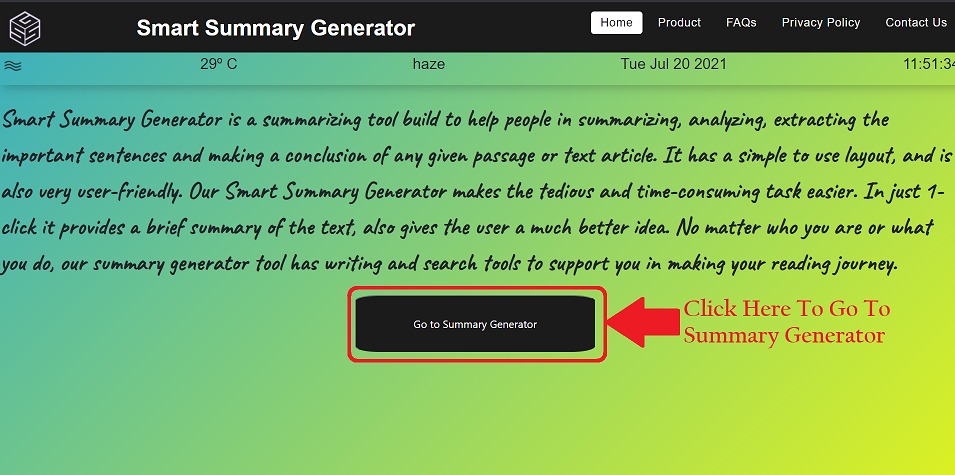 Smart Summary Generator
Home Product FAQs Privacy Policy Contact Us
29° C haze Tue Jul 20 2021 11:51:34
Smart Summary Generator is a summarizing tool build to help people in summarizing, analyzing, extracting the
important sentences and making a conclusion of any given passage or text article. It has a simple to use layout, and is
also very user-friendly. Our Smart Summary Generator makes the tedious and time-consuming task easier. In just 1-
click it provides a brief summary of the text, also gives the user a much better idea. No matter who you are or what
you do, our summary generator tool has writing and search tools to support you in making your reading journey.
Go to Summary Generator
Click Here To Go To
Summary Generator